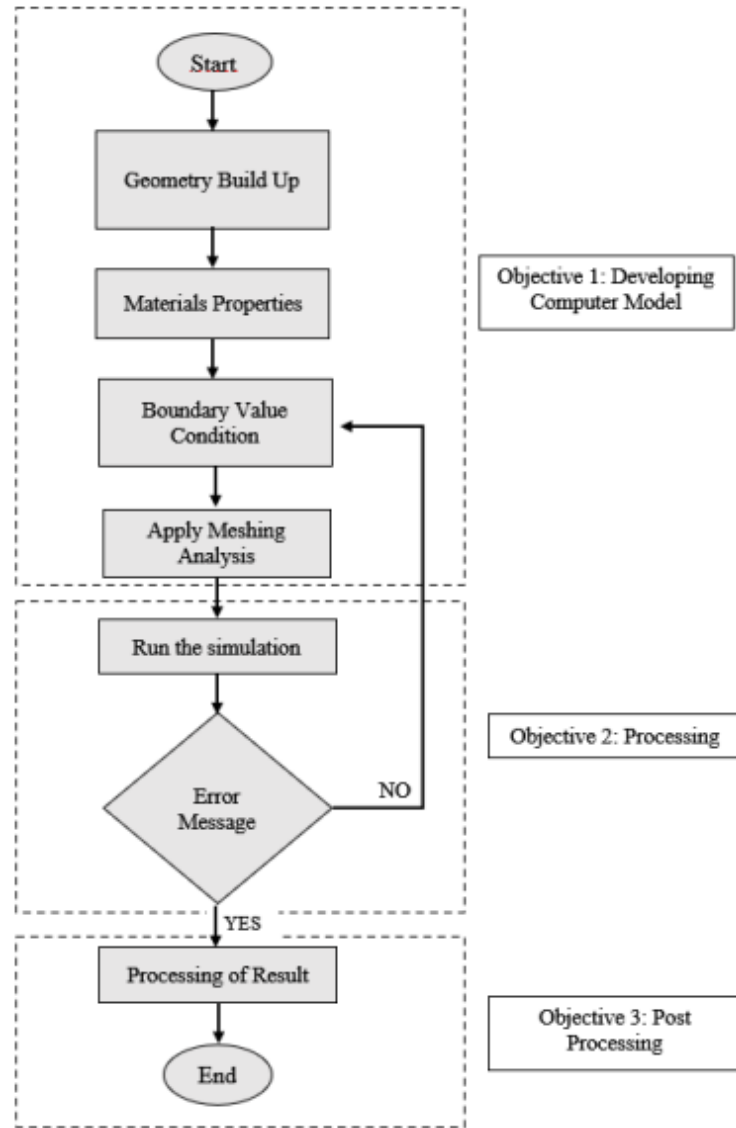 Start
Geometry Build Up
Materials Properties
Objective 1: Developing
Computer Model
Boundary Value
Condition
Apply Meshing
Analysis
Run the simulation
Objective 2: Processing
Error
Message
NO
YES
Processing of Result
Objective 3: Post
Processing
End